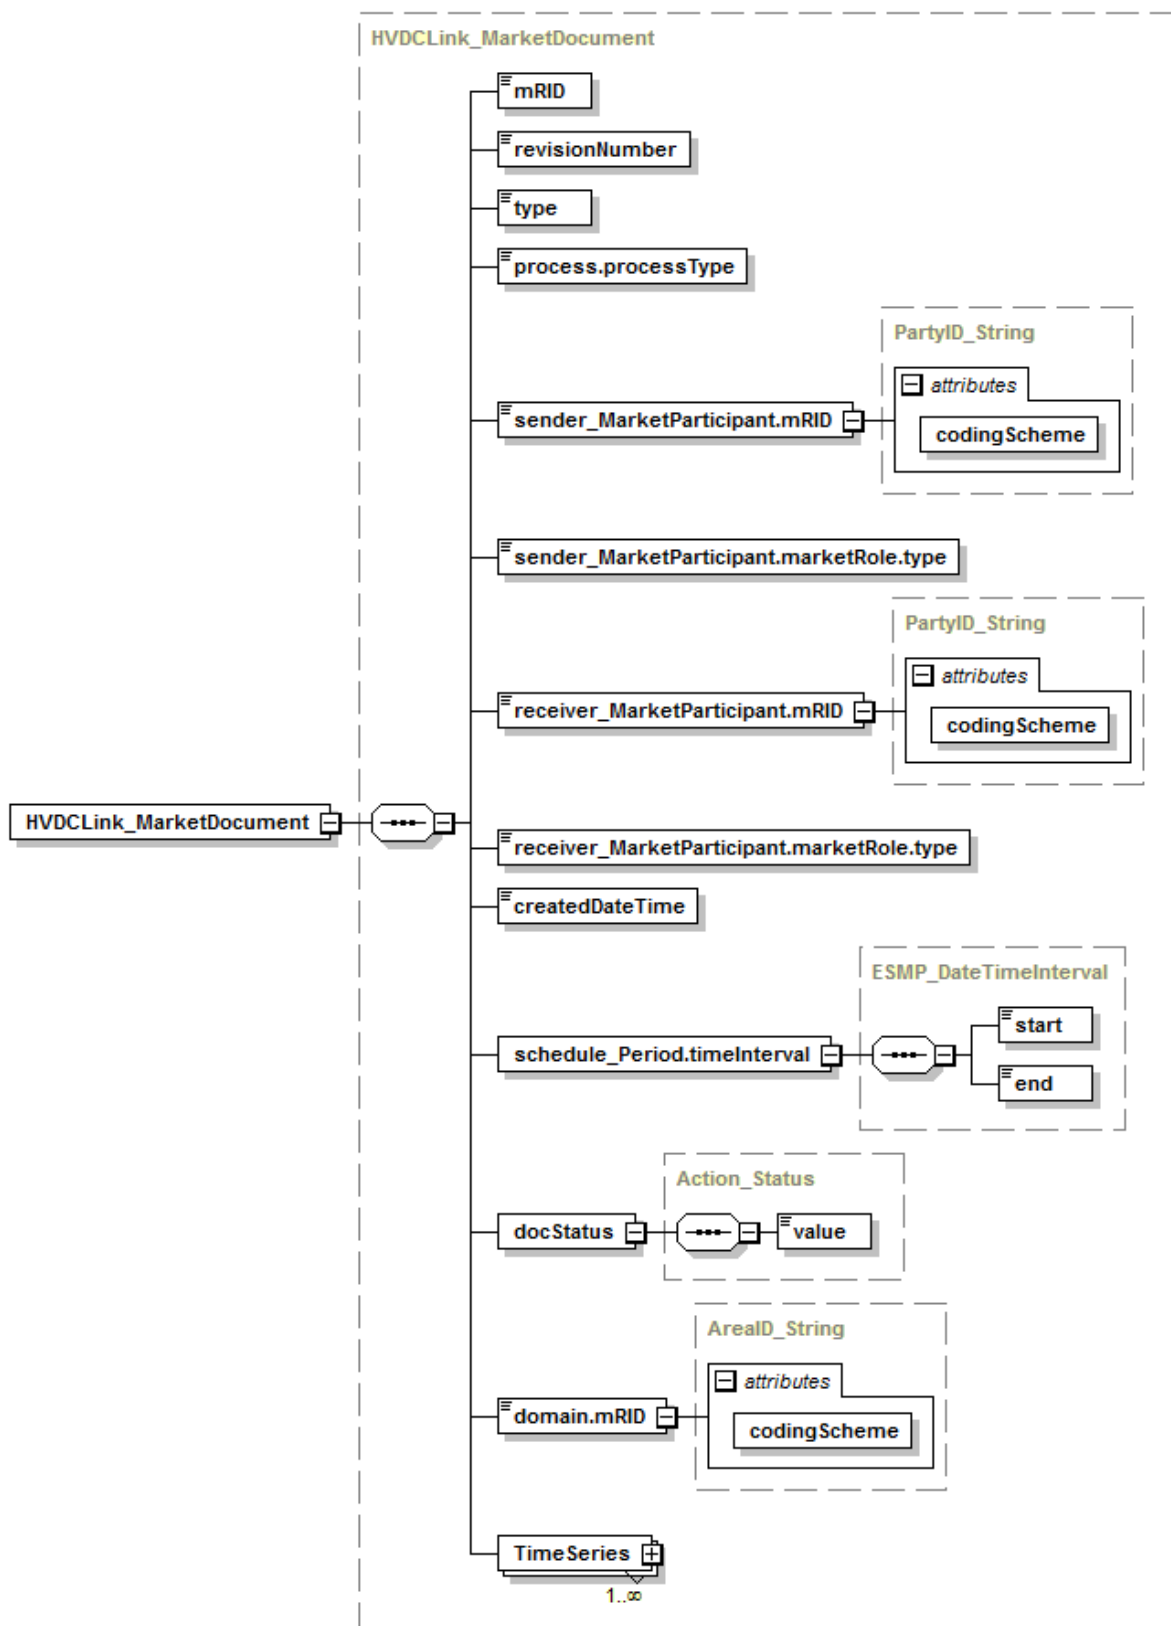 HVDCLink_MarketDocument
mRID
revisionNumber
type
process.processType
PartyID_String
attributes
sender_MarketParticipant.mRID
codingScheme
sender_MarketParticipant.marketRole.type
PartyID_String
attributes
receiver_MarketParticipant.mRID
codingScheme
HVDCLink_MarketDocument
receiver_MarketParticipant.marketRole.type
createdDateTime
ESMP_DateTimeInterval
start
schedule_Period.timeInterval
end
Action_Status
docStatus
value
AreaID_String
attributes
domain.mRID
codingScheme
TimeSeries
1..∞